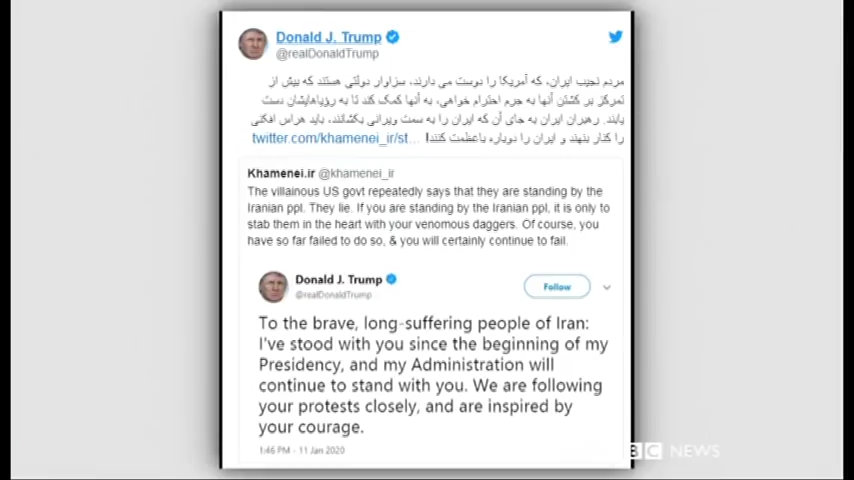 Donald J. Trump
@realDonaldTrump
مردم نجیب ایران، که آمریکا را دوست می دارند، سزاوار دولتی هستند که بیش از
تمرکز بر کشتن آنها به جرم احترام خواهی، به آنها کمک کند تا به رؤیاهایشان دست
یابند. رهبران ایران به جای آن که ایران را به سمت ویرانی بکشانند، باید هراس افکنی
را کنار بنهند و ایران را دوباره باعظمت کنند! twitter.com/khamenei_ir/st...
Khamenei.ir @khamenei_ir
The villainous US govt repeatedly says that they are standing by the
Iranian ppl. They lie. If you are standing by the Iranian ppl, it is only to
stab them in the heart with your venomous daggers. Of course, you
have so far failed to do so, & you will certainly continue to fail.
Donald J. Trump
@realDonaldTrump
Follow
To the brave, long-suffering people of Iran:
I've stood with you since the beginning of my
Presidency, and my Administration will
continue to stand with you. We are following
your protests closely, and are inspired by
your courage.
1:46 PM - 11 Jan 2020
BC NEWS